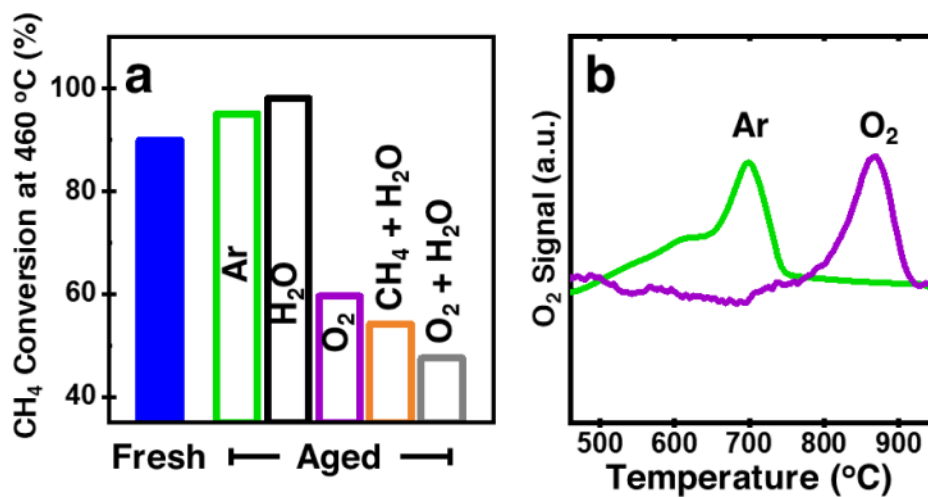 a
CH₄ Conversion at 460 °C (%)
100
80
60
40
Ar
H₂O
O₂
CH₄ + H₂O
O₂ + H₂O
Fresh
Aged
b
O₂ Signal (a.u.)
Ar
O₂
500 600 700 800 900
Temperature (°C)